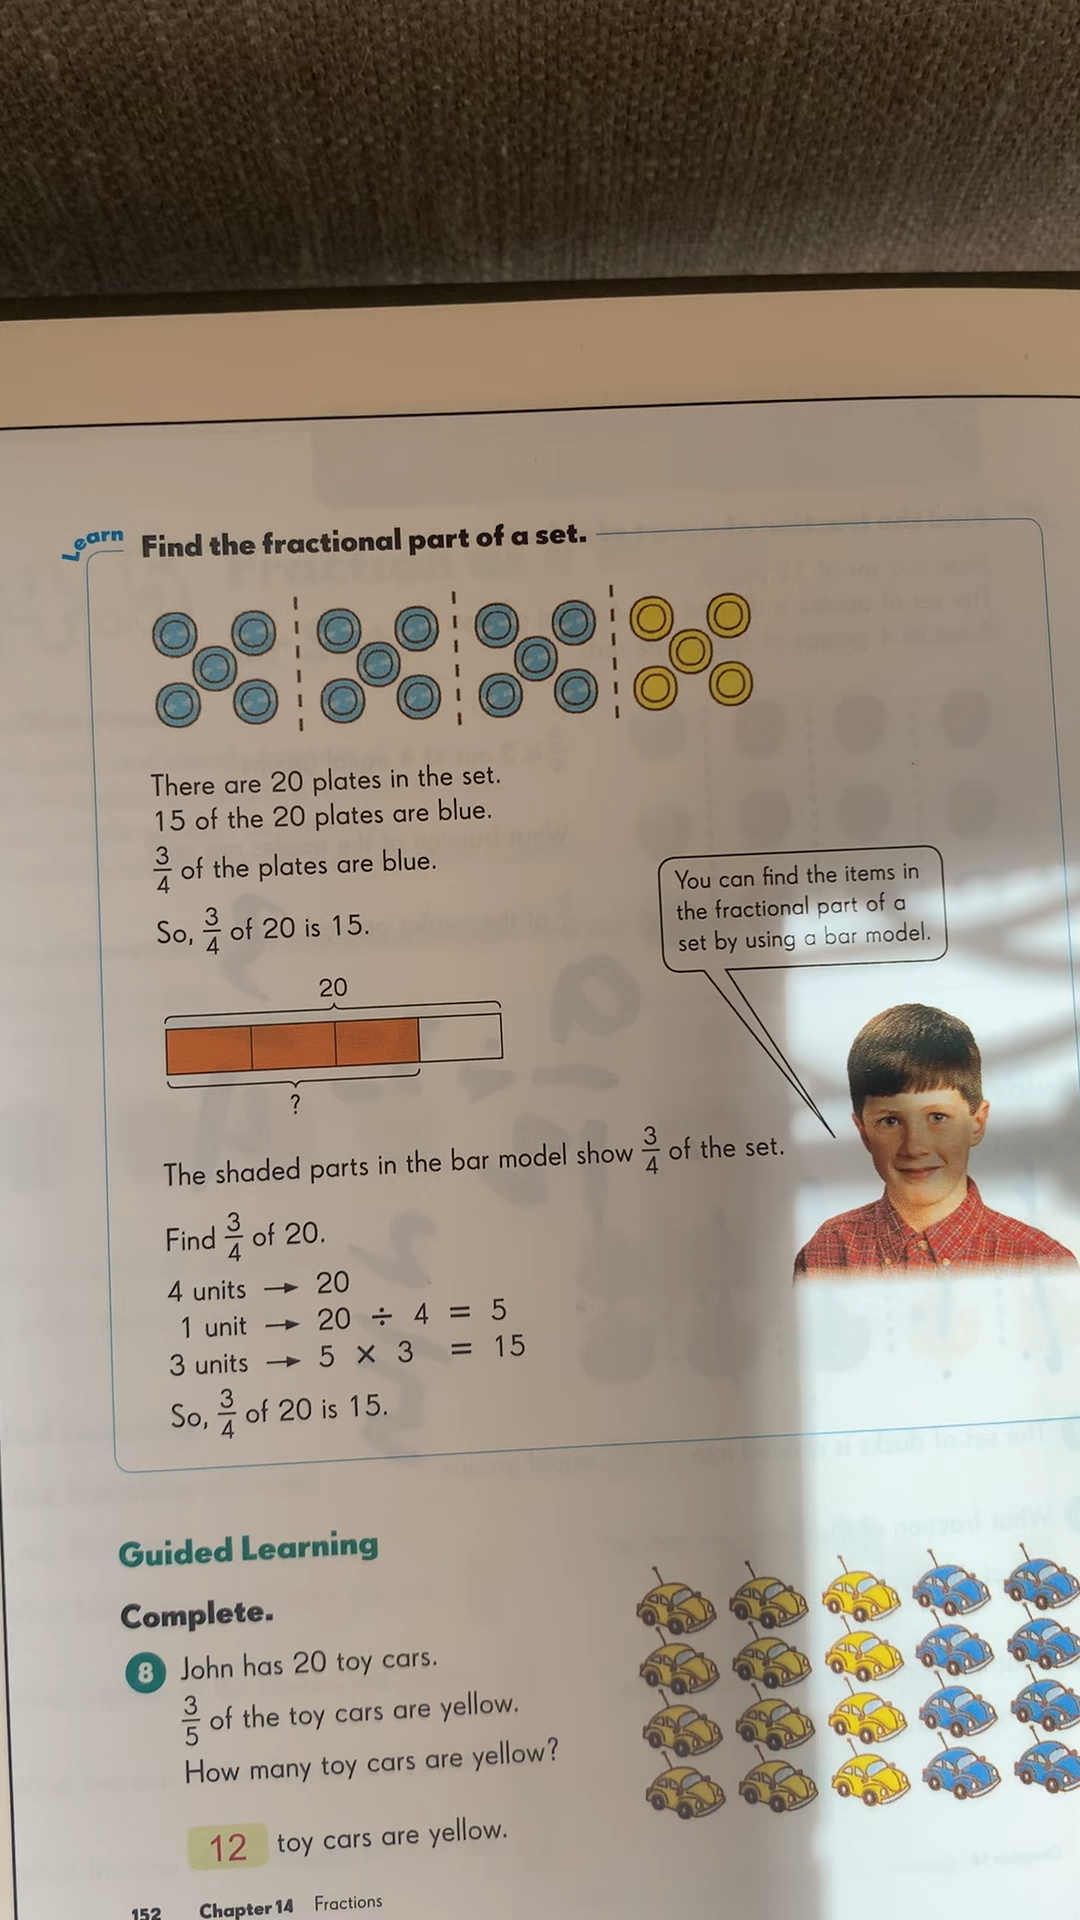 Learn Find the fractional part of a set.
There are 20 plates in the set.
15 of the 20 plates are blue.
3/4 of the plates are blue.
So, 3/4 of 20 is 15.
You can find the items in
the fractional part of a
set by using a bar model.
20
?
The shaded parts in the bar model show 3/4 of the set.
Find 3/4 of 20.
4 units → 20
1 unit → 20 ÷ 4 = 5
3 units → 5 × 3 = 15
So, 3/4 of 20 is 15.
Guided Learning
Complete.
8 John has 20 toy cars.
3/5 of the toy cars are yellow.
How many toy cars are yellow?
12 toy cars are yellow.
152 Chapter 14 Fractions